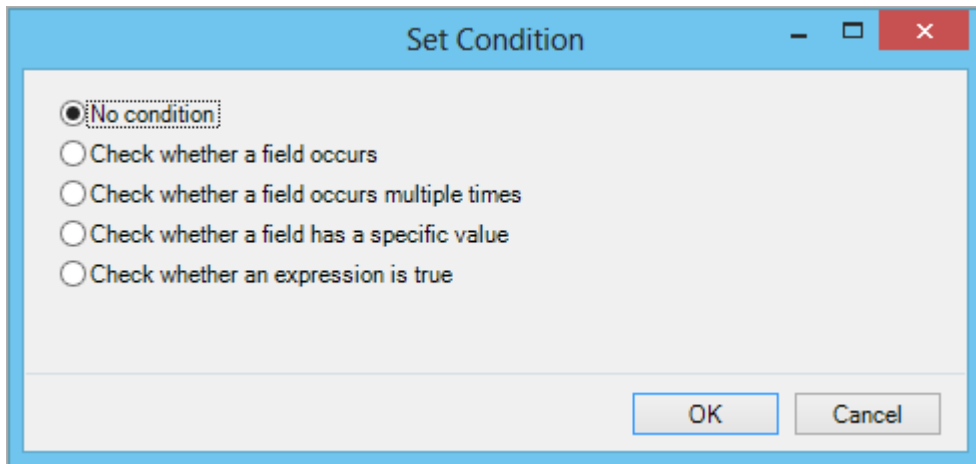 Set Condition
No condition
Check whether a field occurs
Check whether a field occurs multiple times
Check whether a field has a specific value
Check whether an expression is true
OK Cancel